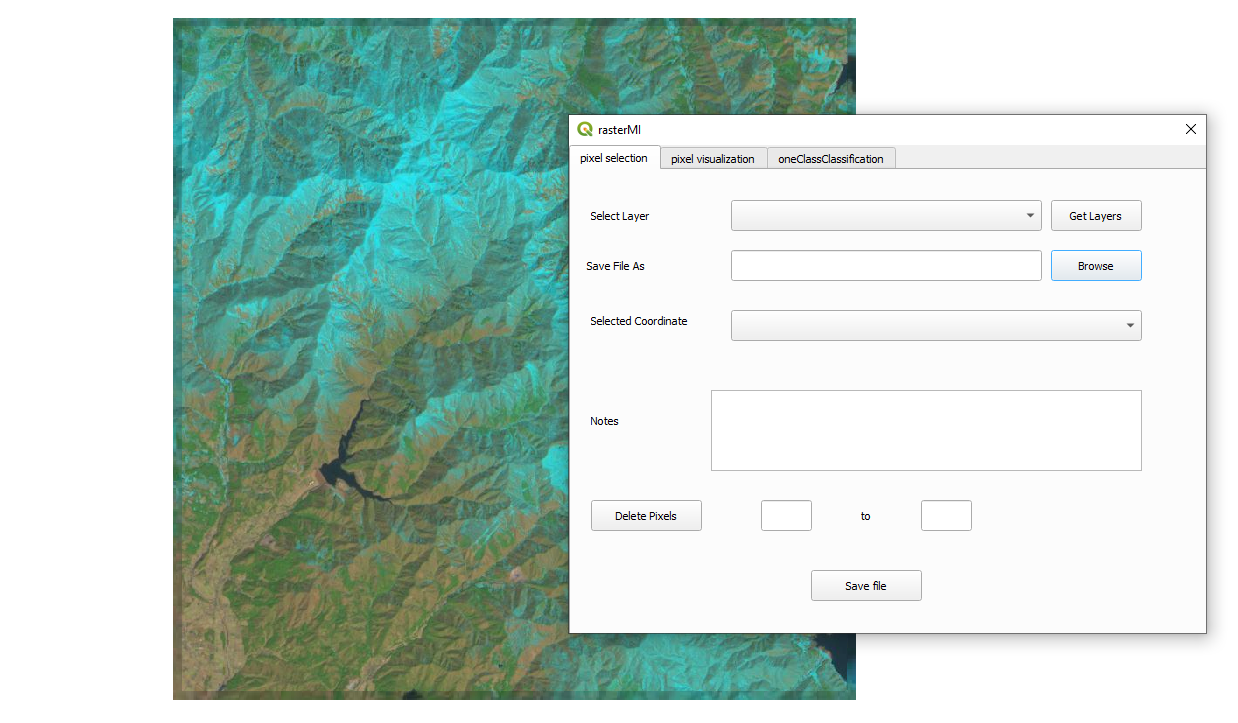 rasterMl
pixel selection
pixel visualization
oneClassClassification
Select Layer
Get Layers
Save File As
Browse
Selected Coordinate
Notes
Delete Pixels
to
Save file